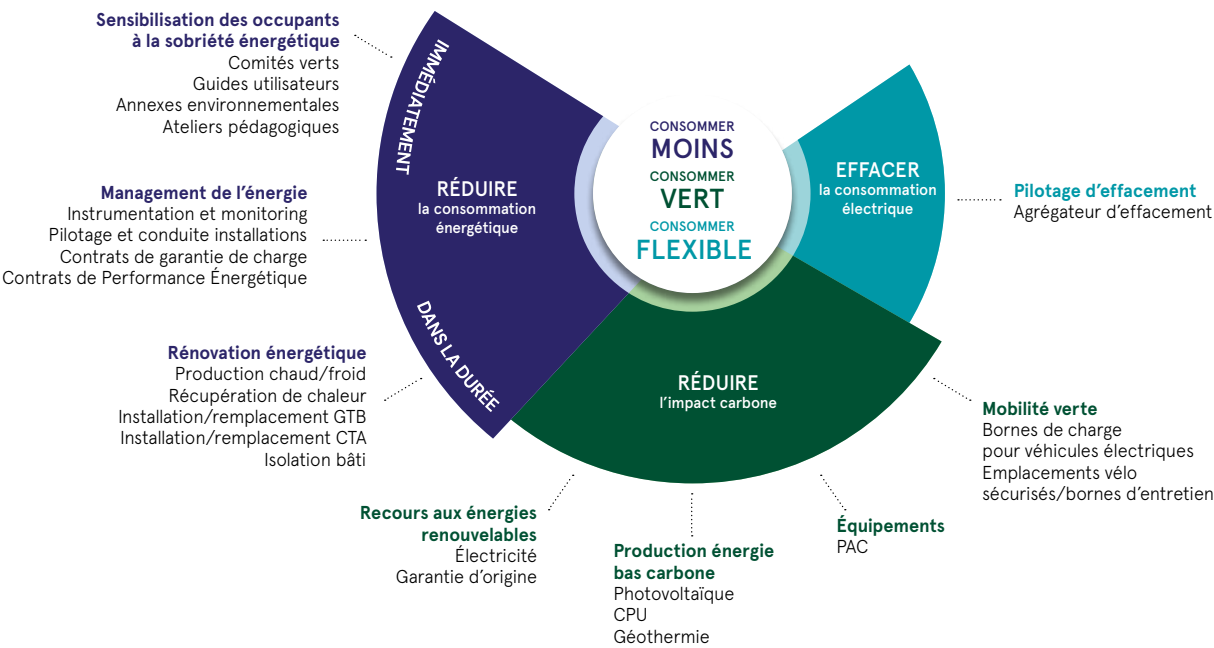 Sensibilisation des occupants
à la sobriété énergétique
Comités verts
Guides utilisateurs
Annexes environnementales
Ateliers pédagogiques
Management de l'énergie
Instrumentation et monitoring
Pilotage et conduite installations
Contrats de garantie de charge
Contrats de Performance Énergétique
Rénovation énergétique
Production chaud/froid
Récupération de chaleur
Installation/remplacement GTB
Installation/remplacement CTA
Isolation bâti
IMMÉDIATEMENT
RÉDUIRE
la consommation
énergétique
DANS LA DURÉE
CONSOMMER
MOINS
CONSOMMER
VERT
CONSOMMER
FLEXIBLE
EFFACER
la consommation
électrique
Pilotage d'effacement
Agrégateur d'effacement
RÉDUIRE
l'impact carbone
Recours aux énergies
renouvelables
Électricité
Garantie d'origine
Production énergie
bas carbone
Photovoltaïque
CPU
Géothermie
Équipements
PAC
Mobilité verte
Bornes de charge
pour véhicules électriques
Emplacements vélo
sécurisés/bornes d'entretien